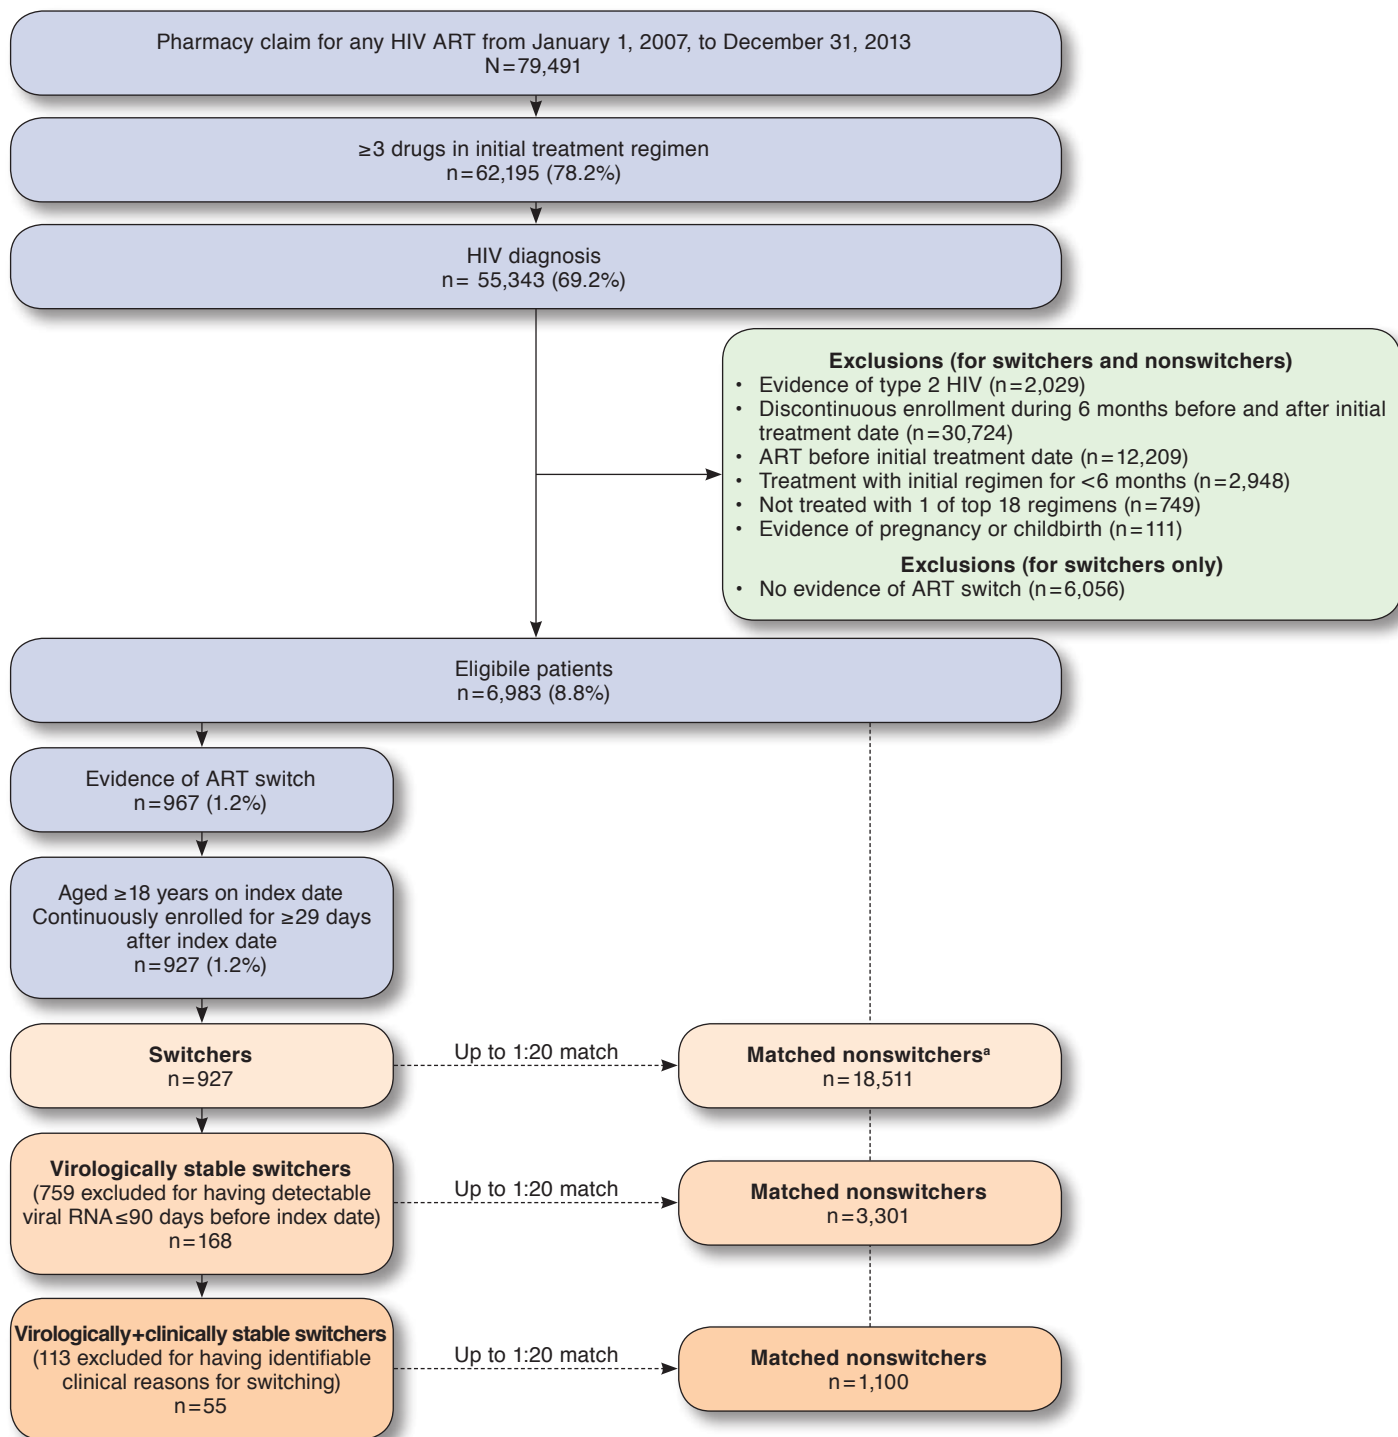 Pharmacy claim for any HIV ART from January 1, 2007, to December 31, 2013
N=79,491
≥3 drugs in initial treatment regimen
n=62,195 (78.2%)
HIV diagnosis
n= 55,343 (69.2%)
Exclusions (for switchers and nonswitchers)
• Evidence of type 2 HIV (n=2,029)
• Discontinuous enrollment during 6 months before and after initial
treatment date (n=30,724)
• ART before initial treatment date (n=12,209)
• Treatment with initial regimen for <6 months (n=2,948)
• Not treated with 1 of top 18 regimens (n=749)
• Evidence of pregnancy or childbirth (n=111)
Exclusions (for switchers only)
• No evidence of ART switch (n=6,056)
Eligibile patients
n=6,983 (8.8%)
Evidence of ART switch
n=967 (1.2%)
Aged ≥18 years on index date
Continuously enrolled for ≥29 days
after index date
n=927 (1.2%)
Switchers
n=927
Up to 1:20 match
Matched nonswitchersᵃ
n=18,511
Virologically stable switchers
(759 excluded for having detectable
viral RNA≤90 days before index date)
n=168
Up to 1:20 match
Matched nonswitchers
n=3,301
Virologically+clinically stable switchers
(113 excluded for having identifiable
clinical reasons for switching)
n=55
Up to 1:20 match
Matched nonswitchers
n=1,100